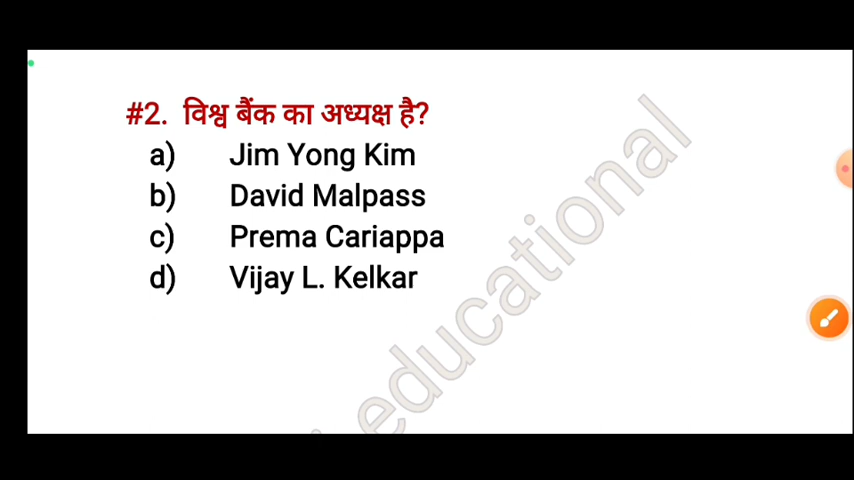 #2. विश्व बैंक का अध्यक्ष है?
a) Jim Yong Kim
b) David Malpass
c) Prema Cariappa
d) Vijay L. Kelkar
educational